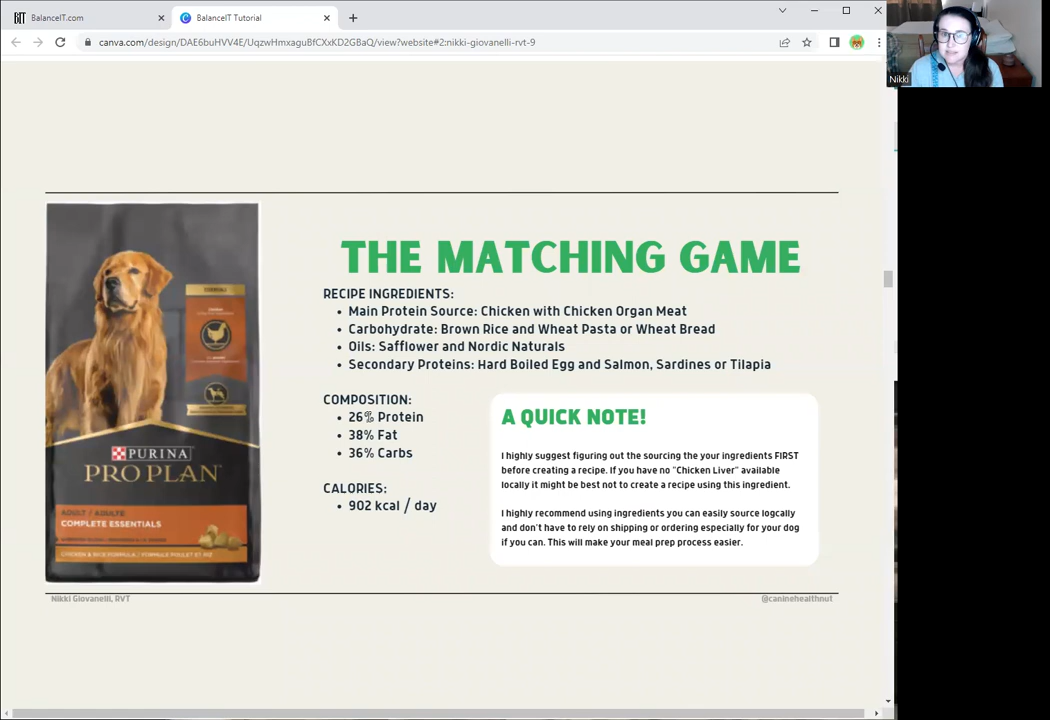 BalanceIT.com
BalanceIT Tutorial
canva.com/design/DAE6buHVV4E/UqzwHmxaguBfCXxKD2GBaQ/view?website#2:nikki-giovanelli-rvt-9
Nikki
THE MATCHING GAME
RECIPE INGREDIENTS:
• Main Protein Source: Chicken with Chicken Organ Meat
• Carbohydrate: Brown Rice and Wheat Pasta or Wheat Bread
• Oils: Safflower and Nordic Naturals
• Secondary Proteins: Hard Boiled Egg and Salmon, Sardines or Tilapia
COMPOSITION:
• 26% Protein
• 38% Fat
• 36% Carbs
CALORIES:
• 902 kcal / day
A QUICK NOTE!
I highly suggest figuring out the sourcing the your ingredients FIRST
before creating a recipe. If you have no "Chicken Liver" available
locally it might be best not to create a recipe using this ingredient.
I highly recommend using ingredients you can easily source logcally
and don't have to rely on shipping or ordering especially for your dog
if you can. This will make your meal prep process easier.
PURINA
PRO PLAN
ADULT / ADULTE
COMPLETE ESSENTIALS
CHICKEN & RICE FORMULA / FORMULE POULET ET RIZ
Nikki Giovanelli, RVT
@caninehealthnut